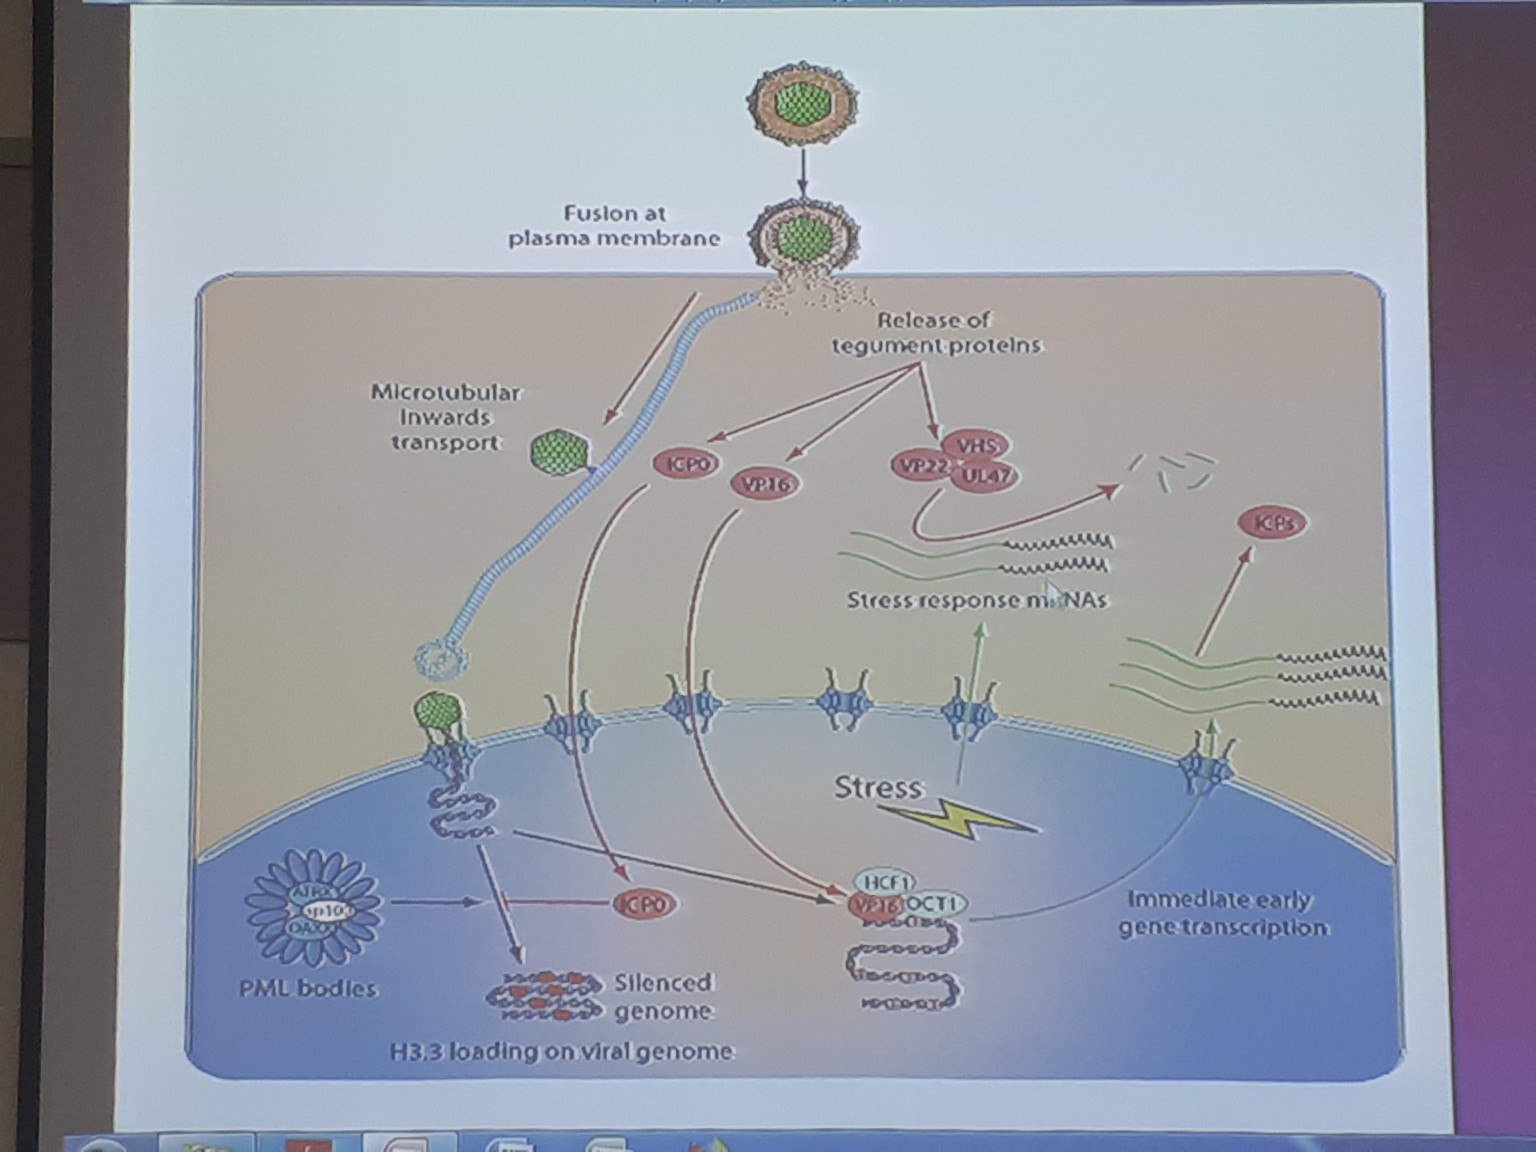 Fusion at
plasma membrane
Release of
tegument proteins
Microtubular
inwards
transport
ICP0
VP16
VHS
VP22
UL47
ICPs
Stress response
Stress
HCF1
VP16
OCT1
ICP0
Immediate early
gene transcription
ATRX
sp100
DAXX
PML bodies
Silenced
genome
H3.3 loading on viral genome